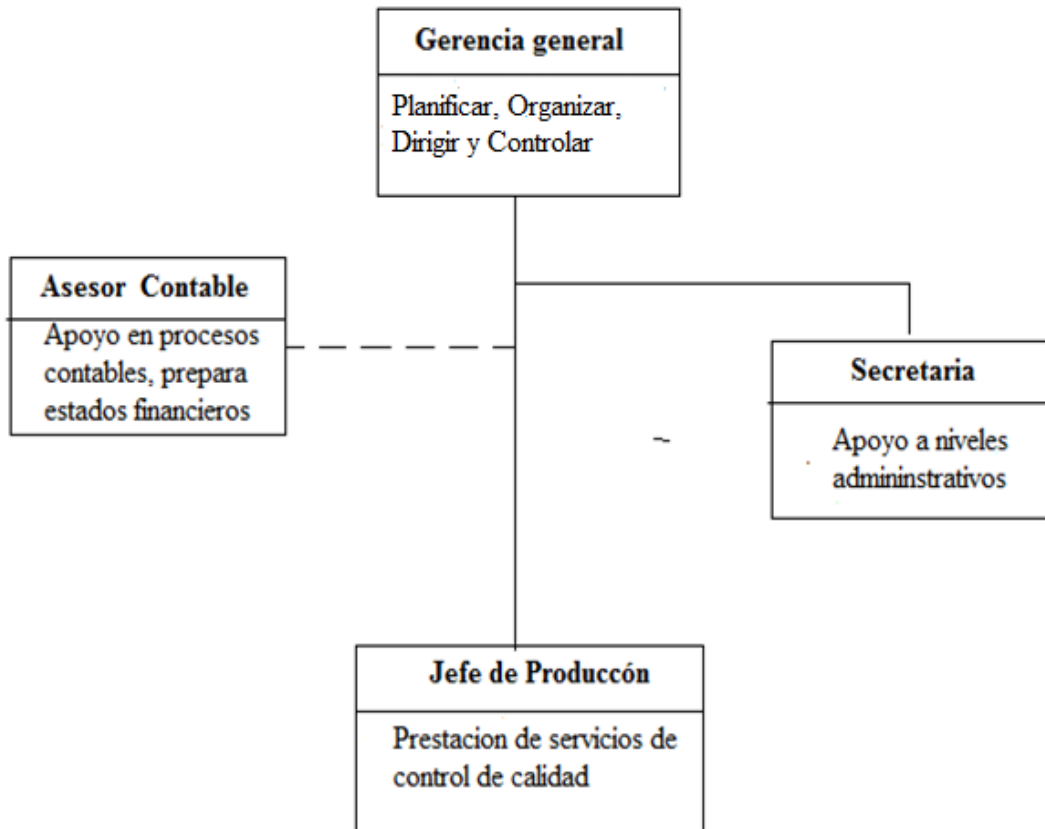 Gerencia general
Planificar, Organizar,
Dirigir y Controlar
Asesor Contable
Apoyo en procesos
contables, prepara
estados financieros
Secretaria
Apoyo a niveles
admininstrativos
Jefe de Produccón
Prestacion de servicios de
control de calidad